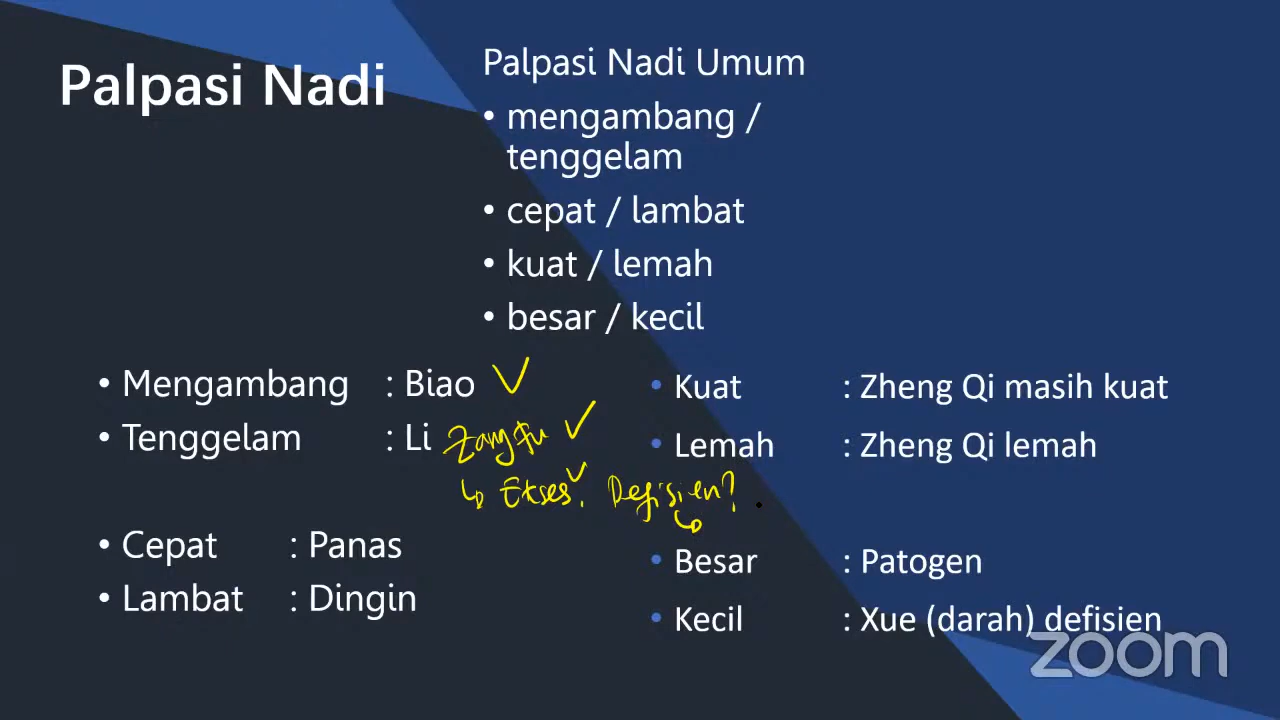 Palpasi Nadi
Palpasi Nadi Umum
• mengambang /
tenggelam
• cepat / lambat
• kuat / lemah
• besar / kecil
• Mengambang : Biao ✓
• Tenggelam : Li Zangfu ✓
↳ Ekses ✓. Defisien?
↳
• Cepat : Panas
• Lambat : Dingin
• Kuat : Zheng Qi masih kuat
• Lemah : Zheng Qi lemah
• Besar : Patogen
• Kecil : Xue (darah) defisien
zoom